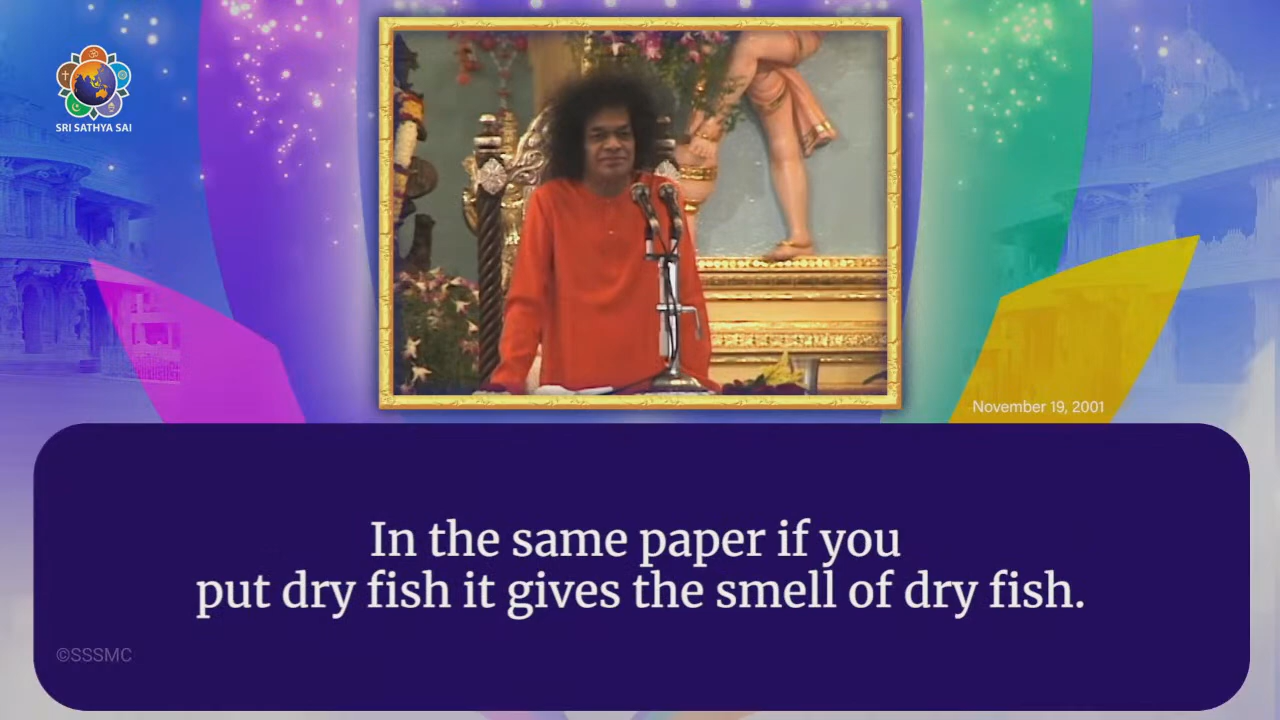 SRI SATHYA SAI
November 19, 2001
In the same paper if you
put dry fish it gives the smell of dry fish.
©SSSMC